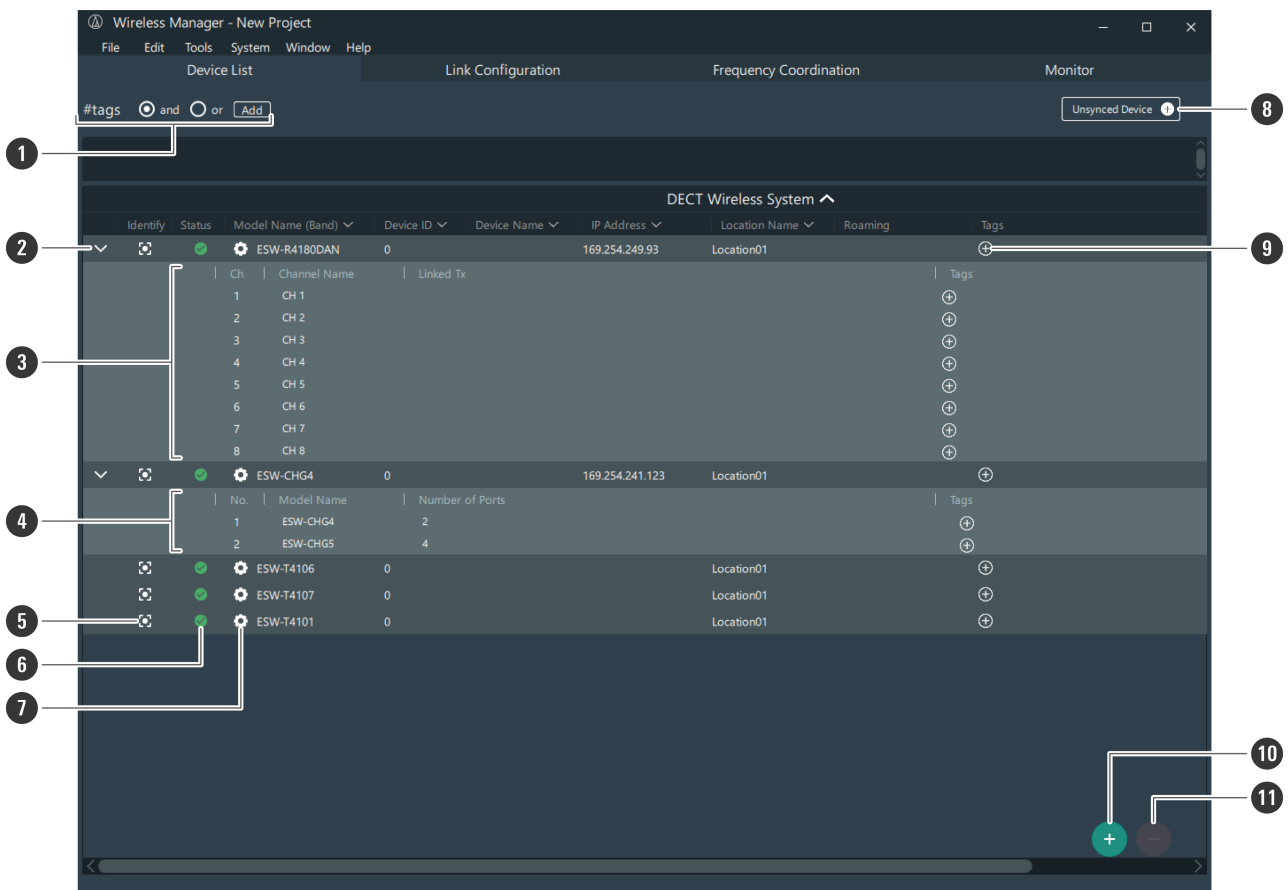 Wireless Manager - New Project
File Edit Tools System Window Help
Device List Link Configuration Frequency Coordination Monitor
#tags and or Add Unsynced Device 8
1
DECT Wireless System
Identify Status Model Name (Band) Device ID Device Name IP Address Location Name Roaming Tags
2 ESW-R4180DAN 0 169.254.249.93 Location01 9
Ch Channel Name Linked Tx Tags
1 CH 1
2 CH 2
3 CH 3
3 4 CH 4
5 CH 5
6 CH 6
7 CH 7
8 CH 8
ESW-CHG4 0 169.254.241.123 Location01
No. Model Name Number of Ports Tags
4 1 ESW-CHG4 2
2 ESW-CHG5 4
ESW-T4106 0 Location01
ESW-T4107 0 Location01
5 ESW-T4101 0 Location01
6
7
10
11